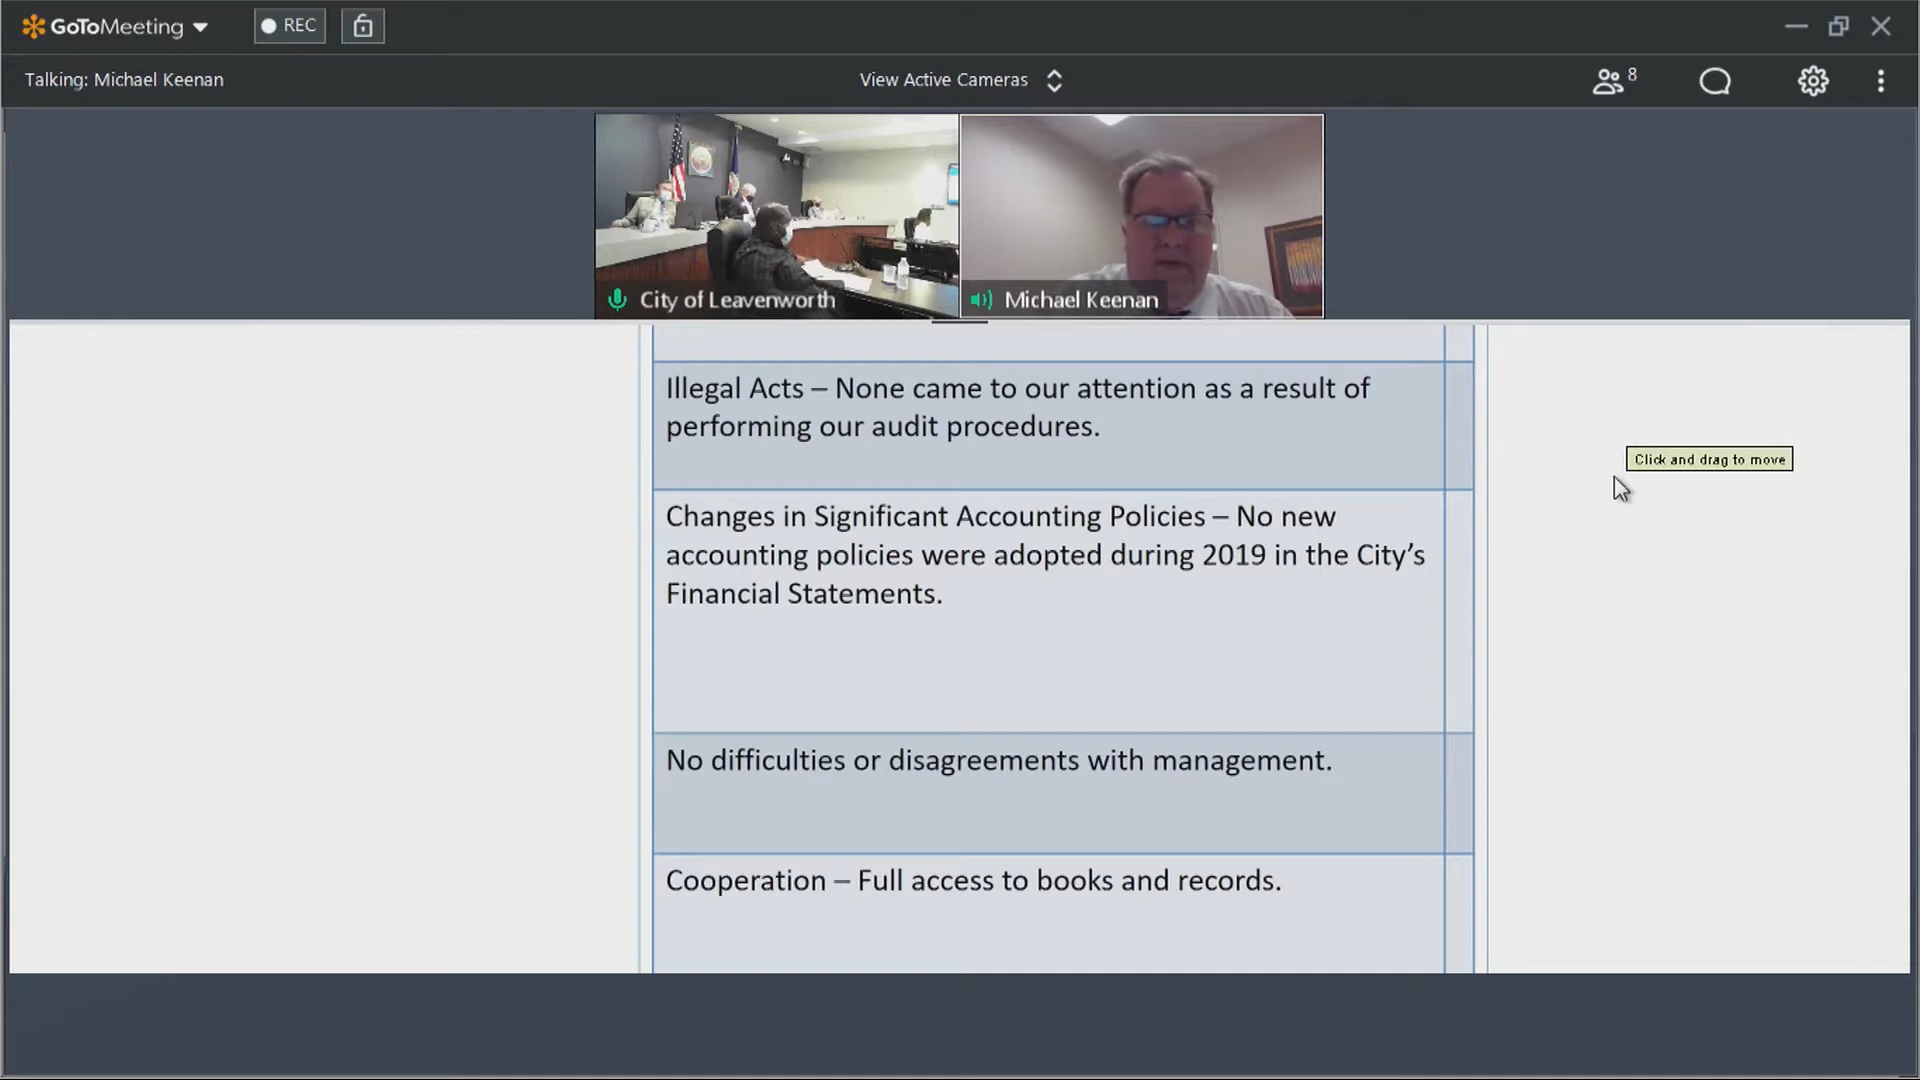 GoToMeeting
REC
Talking: Michael Keenan
View Active Cameras
8
City of Leavenworth
Michael Keenan
Illegal Acts – None came to our attention as a result of
performing our audit procedures.
Click and drag to move
Changes in Significant Accounting Policies – No new
accounting policies were adopted during 2019 in the City’s
Financial Statements.
No difficulties or disagreements with management.
Cooperation – Full access to books and records.